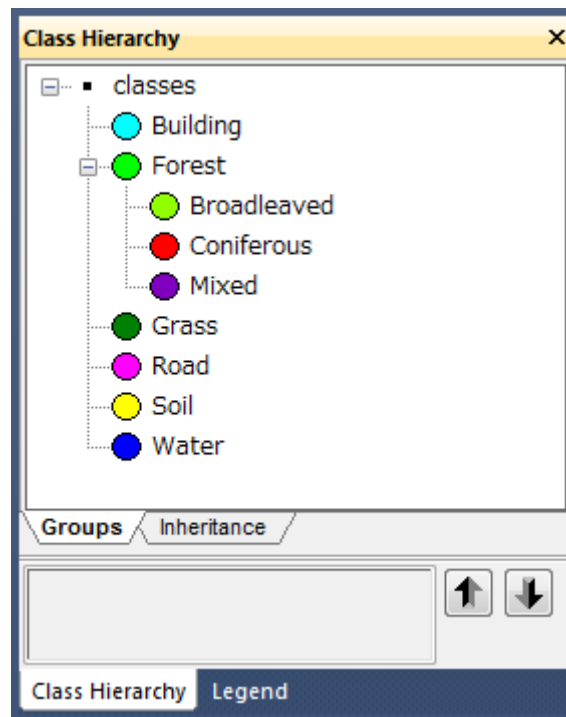 Class Hierarchy
classes
Building
Forest
Broadleaved
Coniferous
Mixed
Grass
Road
Soil
Water
Groups Inheritance
Class Hierarchy Legend